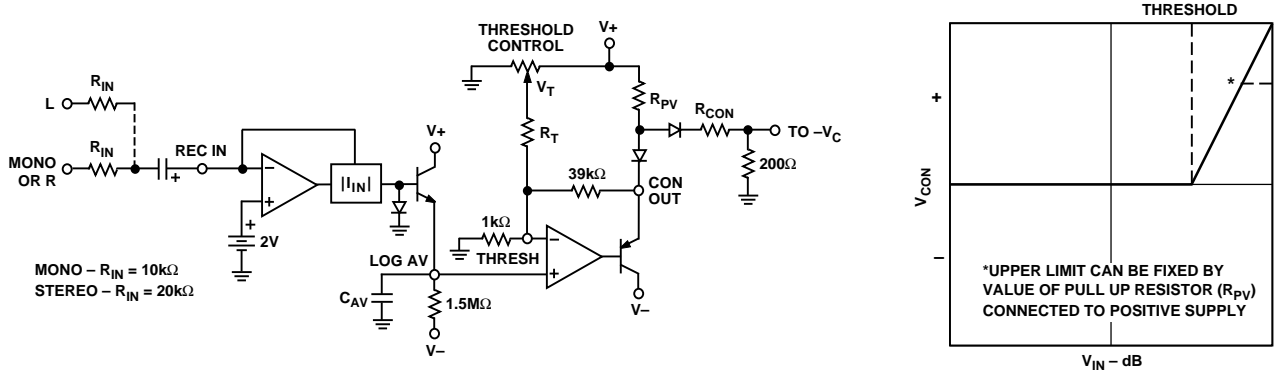 THRESHOLD
CONTROL
V+
V_T
R_PV
R_CON
TO –V_C
200Ω
R_IN
L
R_IN
MONO
OR R
REC IN
+
–
+
|I_IN|
V+
+
2V
R_T
39kΩ
CON
OUT
1kΩ
THRESH
–
+
LOG AV
C_AV
1.5MΩ
V–
V–
MONO – R_IN = 10kΩ
STEREO – R_IN = 20kΩ
THRESHOLD
*
+
V_CON
–
*UPPER LIMIT CAN BE FIXED BY
VALUE OF PULL UP RESISTOR (R_PV)
CONNECTED TO POSITIVE SUPPLY
V_IN – dB